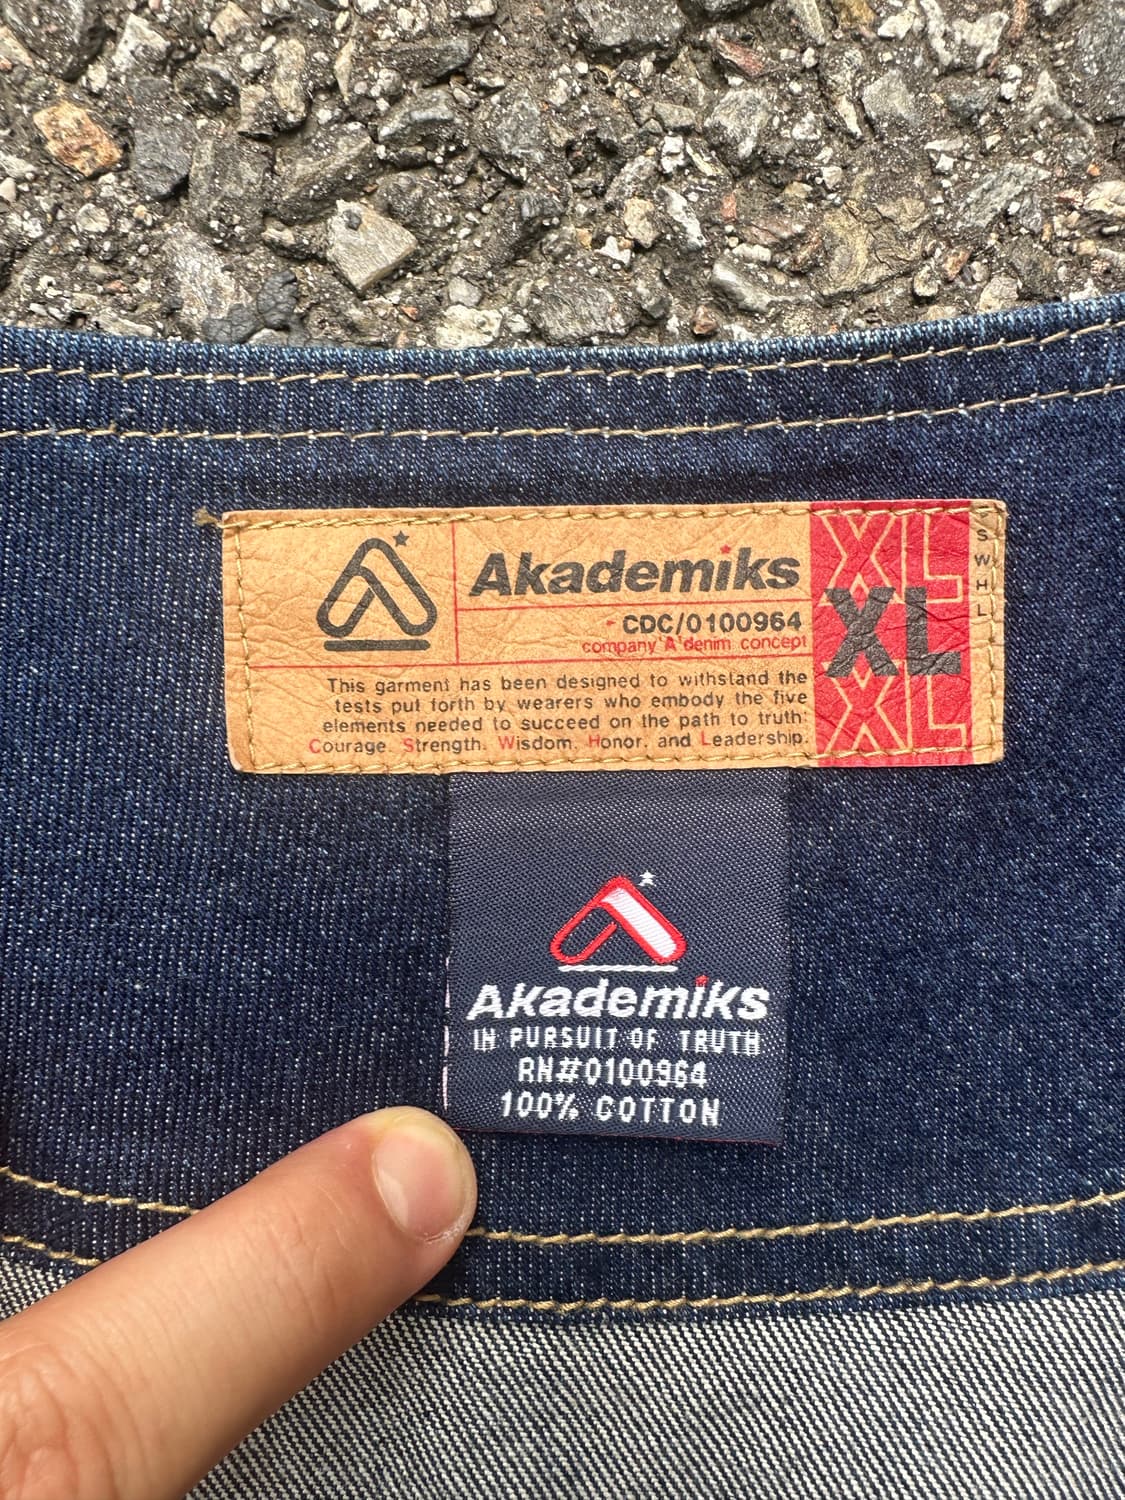 Akademiks
CDC/0100964
company 'A' denim concept
This garment has been designed to withstand the
tests put forth by wearers who embody the five
elements needed to succeed on the path to truth:
Courage. Strength. Wisdom. Honor. and Leadership.
XL
XL
XL
S
W
H
L
Akademiks
IN PURSUIT OF TRUTH
RN#0100964
100% COTTON